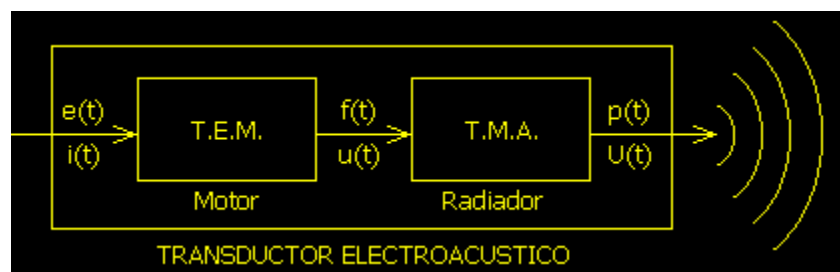 e(t)
i(t)
T.E.M.
Motor
f(t)
u(t)
T.M.A.
Radiador
p(t)
U(t)
TRANSDUCTOR ELECTROACUSTICO